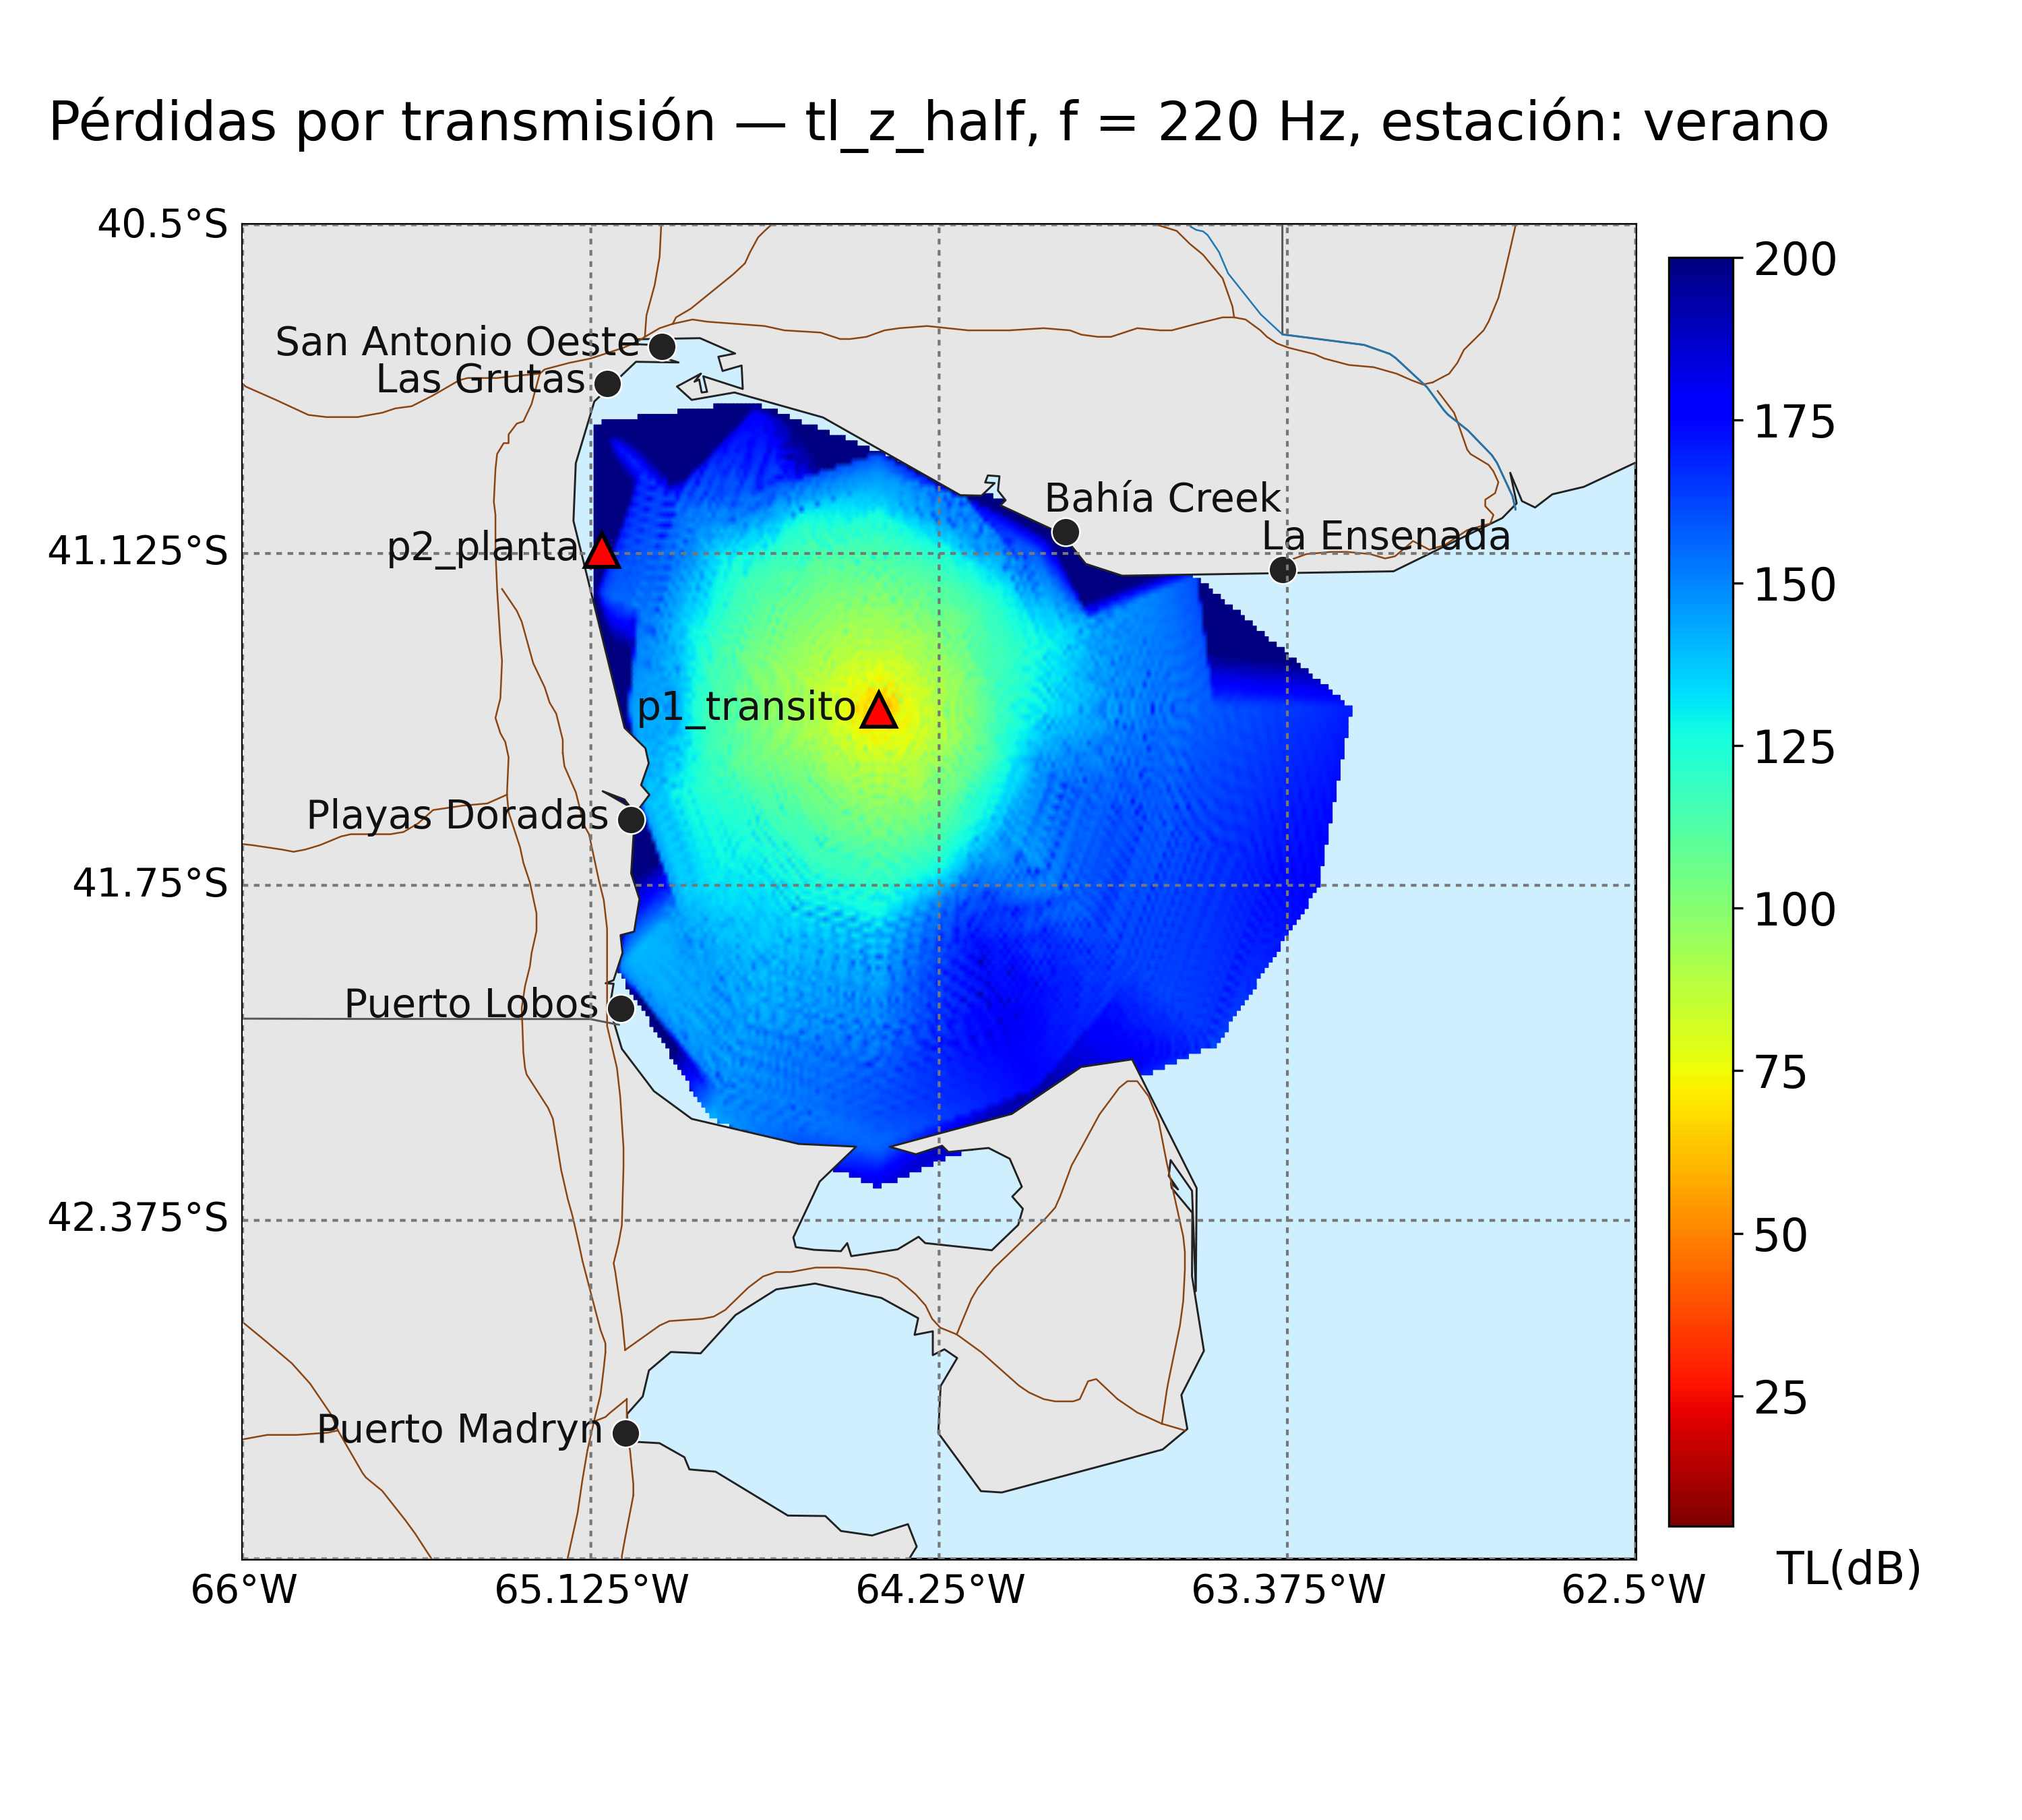 Pérdidas por transmisión — tl_z_half, f = 220 Hz, estación: verano
40.5°S
200
San Antonio Oeste
Las Grutas
175
Bahía Creek
La Ensenada
p2_planta
41.125°S
150
p1_transito
125
Playas Doradas
41.75°S
100
Puerto Lobos
75
42.375°S
50
25
Puerto Madryn
TL(dB)
66°W
65.125°W
64.25°W
63.375°W
62.5°W